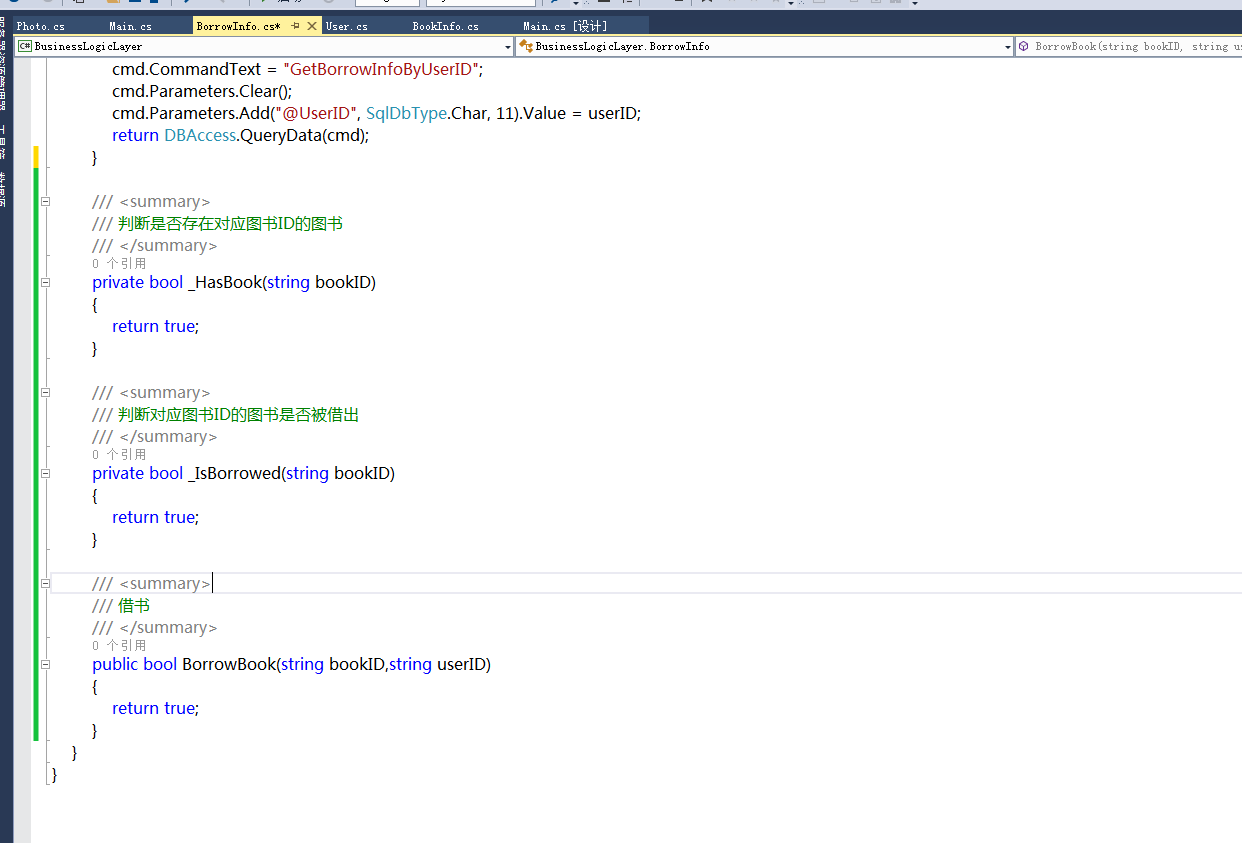 Photo.cs Main.cs BorrowInfo.cs* User.cs BookInfo.cs Main.cs [设计]
C# BusinessLogicLayer BusinessLogicLayer.BorrowInfo BorrowBook(string bookID, string us
cmd.CommandText = "GetBorrowInfoByUserID";
cmd.Parameters.Clear();
cmd.Parameters.Add("@UserID", SqlDbType.Char, 11).Value = userID;
return DBAccess.QueryData(cmd);
}
/// <summary>
/// 判断是否存在对应图书ID的图书
/// </summary>
0 个引用
private bool _HasBook(string bookID)
{
return true;
}
/// <summary>
/// 判断对应图书ID的图书是否被借出
/// </summary>
0 个引用
private bool _IsBorrowed(string bookID)
{
return true;
}
/// <summary>
/// 借书
/// </summary>
0 个引用
public bool BorrowBook(string bookID,string userID)
{
return true;
}
}
}